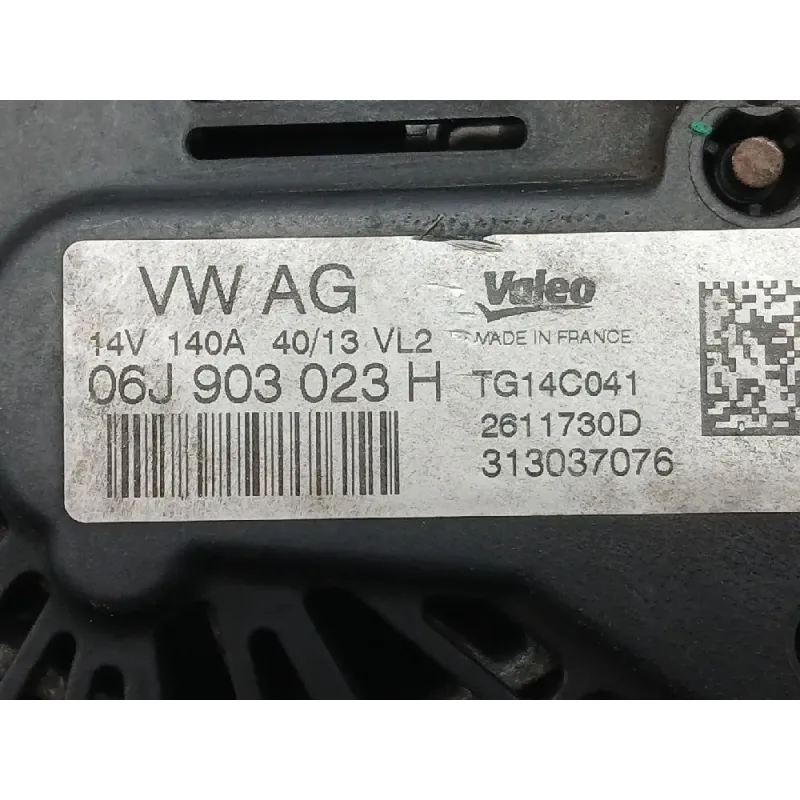 VW AG
14V 140A 40/13 VL2
06J 903 023 H
Valeo
MADE IN FRANCE
TG14C041
2611730D
313037076